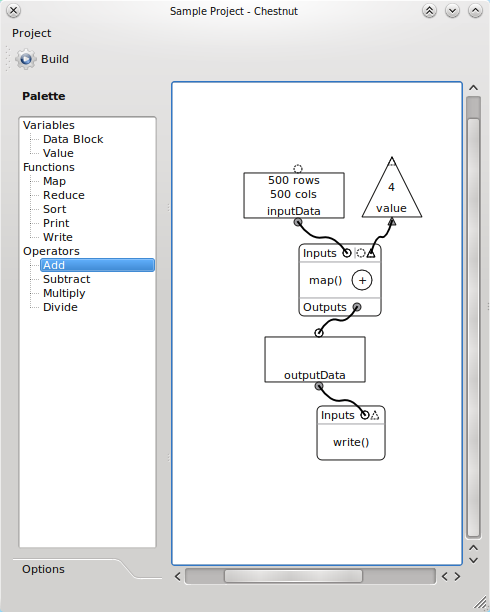 Sample Project - Chestnut
Project
Build
Palette
Variables
Data Block
Value
Functions
Map
Reduce
Sort
Print
Write
Operators
Add
Subtract
Multiply
Divide
Options
500 rows
500 cols
inputData
4
value
Inputs
map() +
Outputs
outputData
Inputs
write()